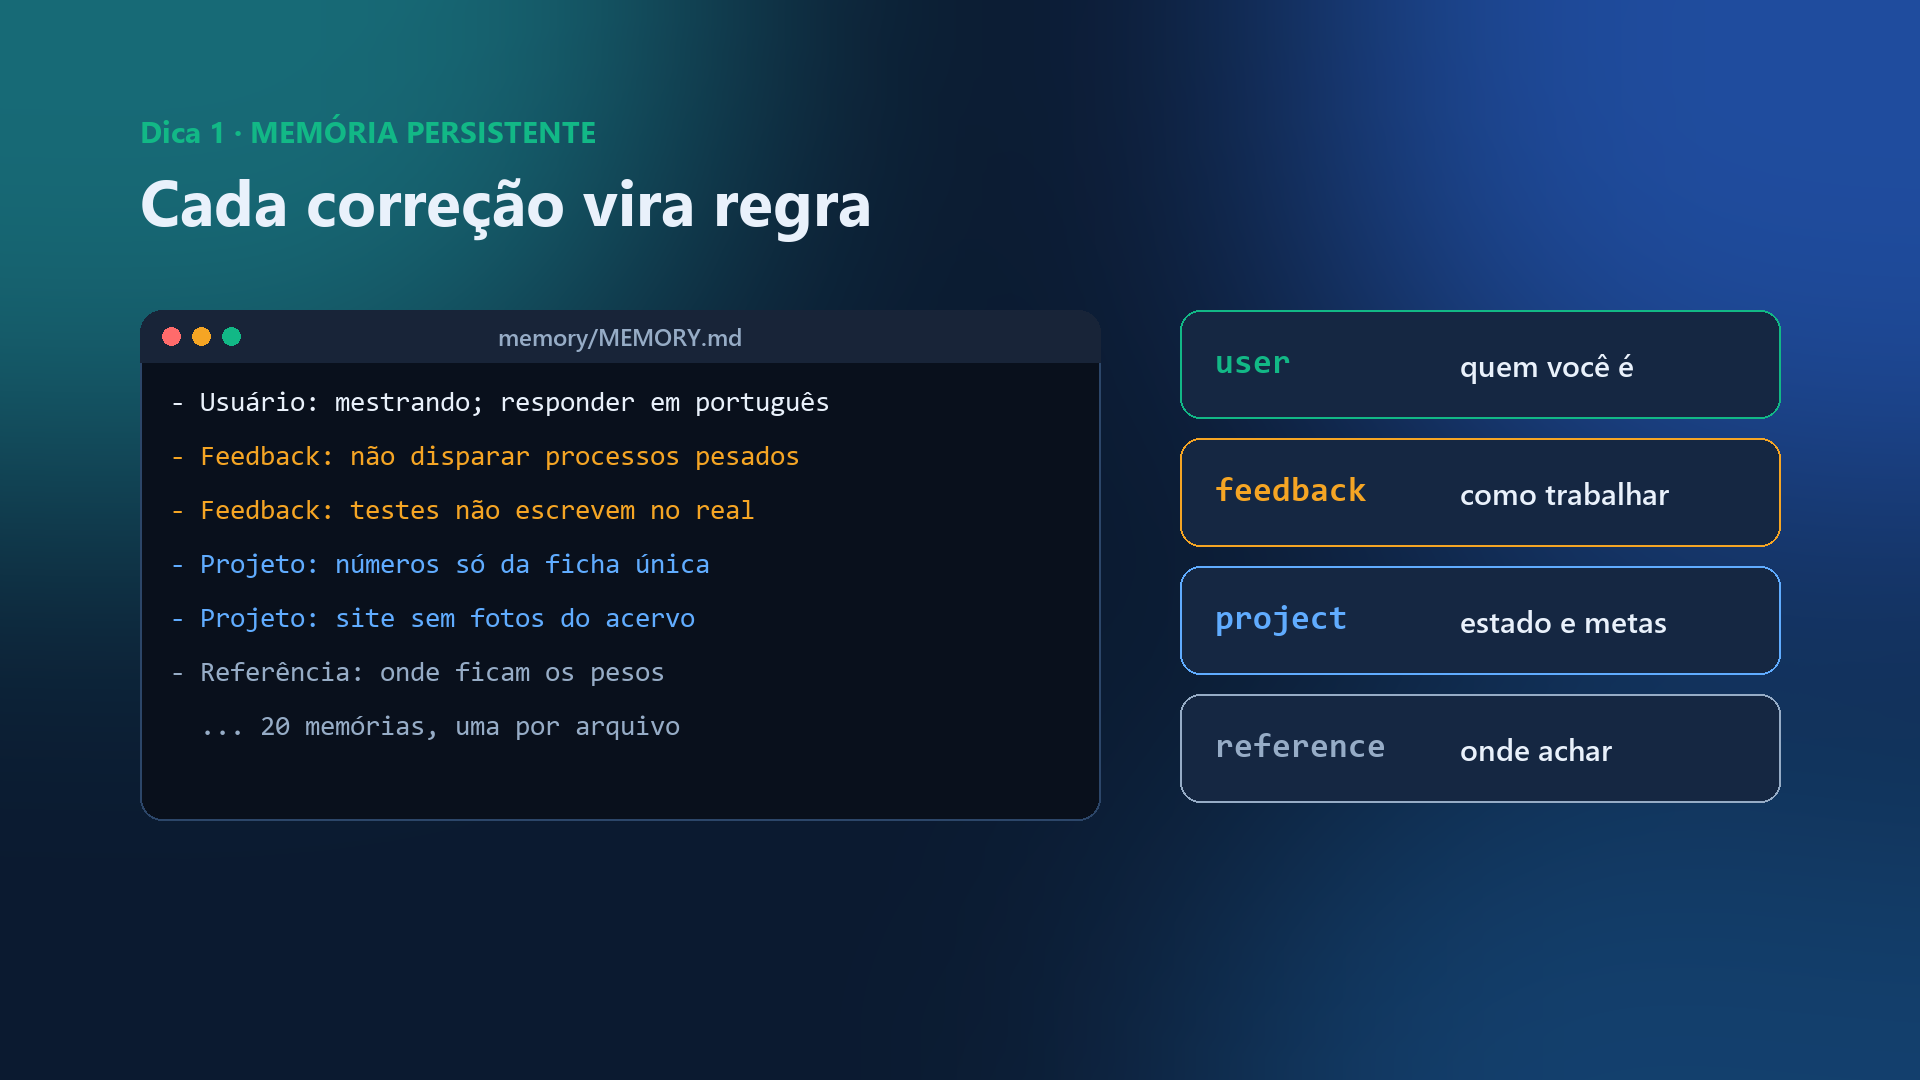 Dica 1 · MEMÓRIA PERSISTENTE
Cada correção vira regra
memory/MEMORY.md
- Usuário: mestrando; responder em português
- Feedback: não disparar processos pesados
- Feedback: testes não escrevem no real
- Projeto: números só da ficha única
- Projeto: site sem fotos do acervo
- Referência: onde ficam os pesos
... 20 memórias, uma por arquivo
user quem você é
feedback como trabalhar
project estado e metas
reference onde achar